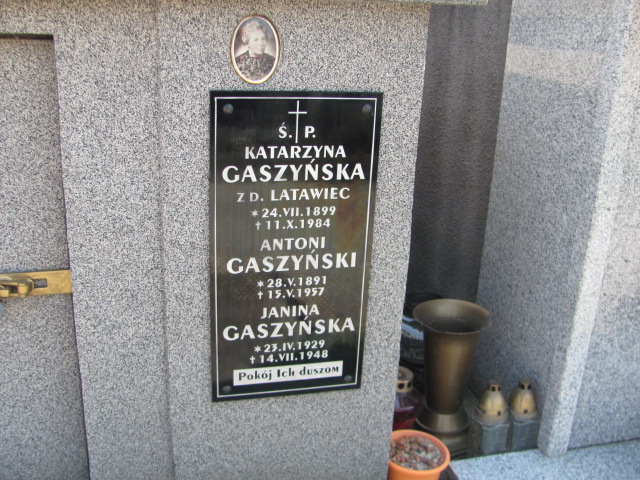 Ś. P.
KATARZYNA
GASZYŃSKA
Z D. LATAWIEC
* 24.VII.1899
† 11.X.1984
ANTONI
GASZYŃSKI
* 28.V.1891
† 15.V.1957
JANINA
GASZYŃSKA
* 23.IV.1929
† 14.VII.1948
Pokój Ich duszom